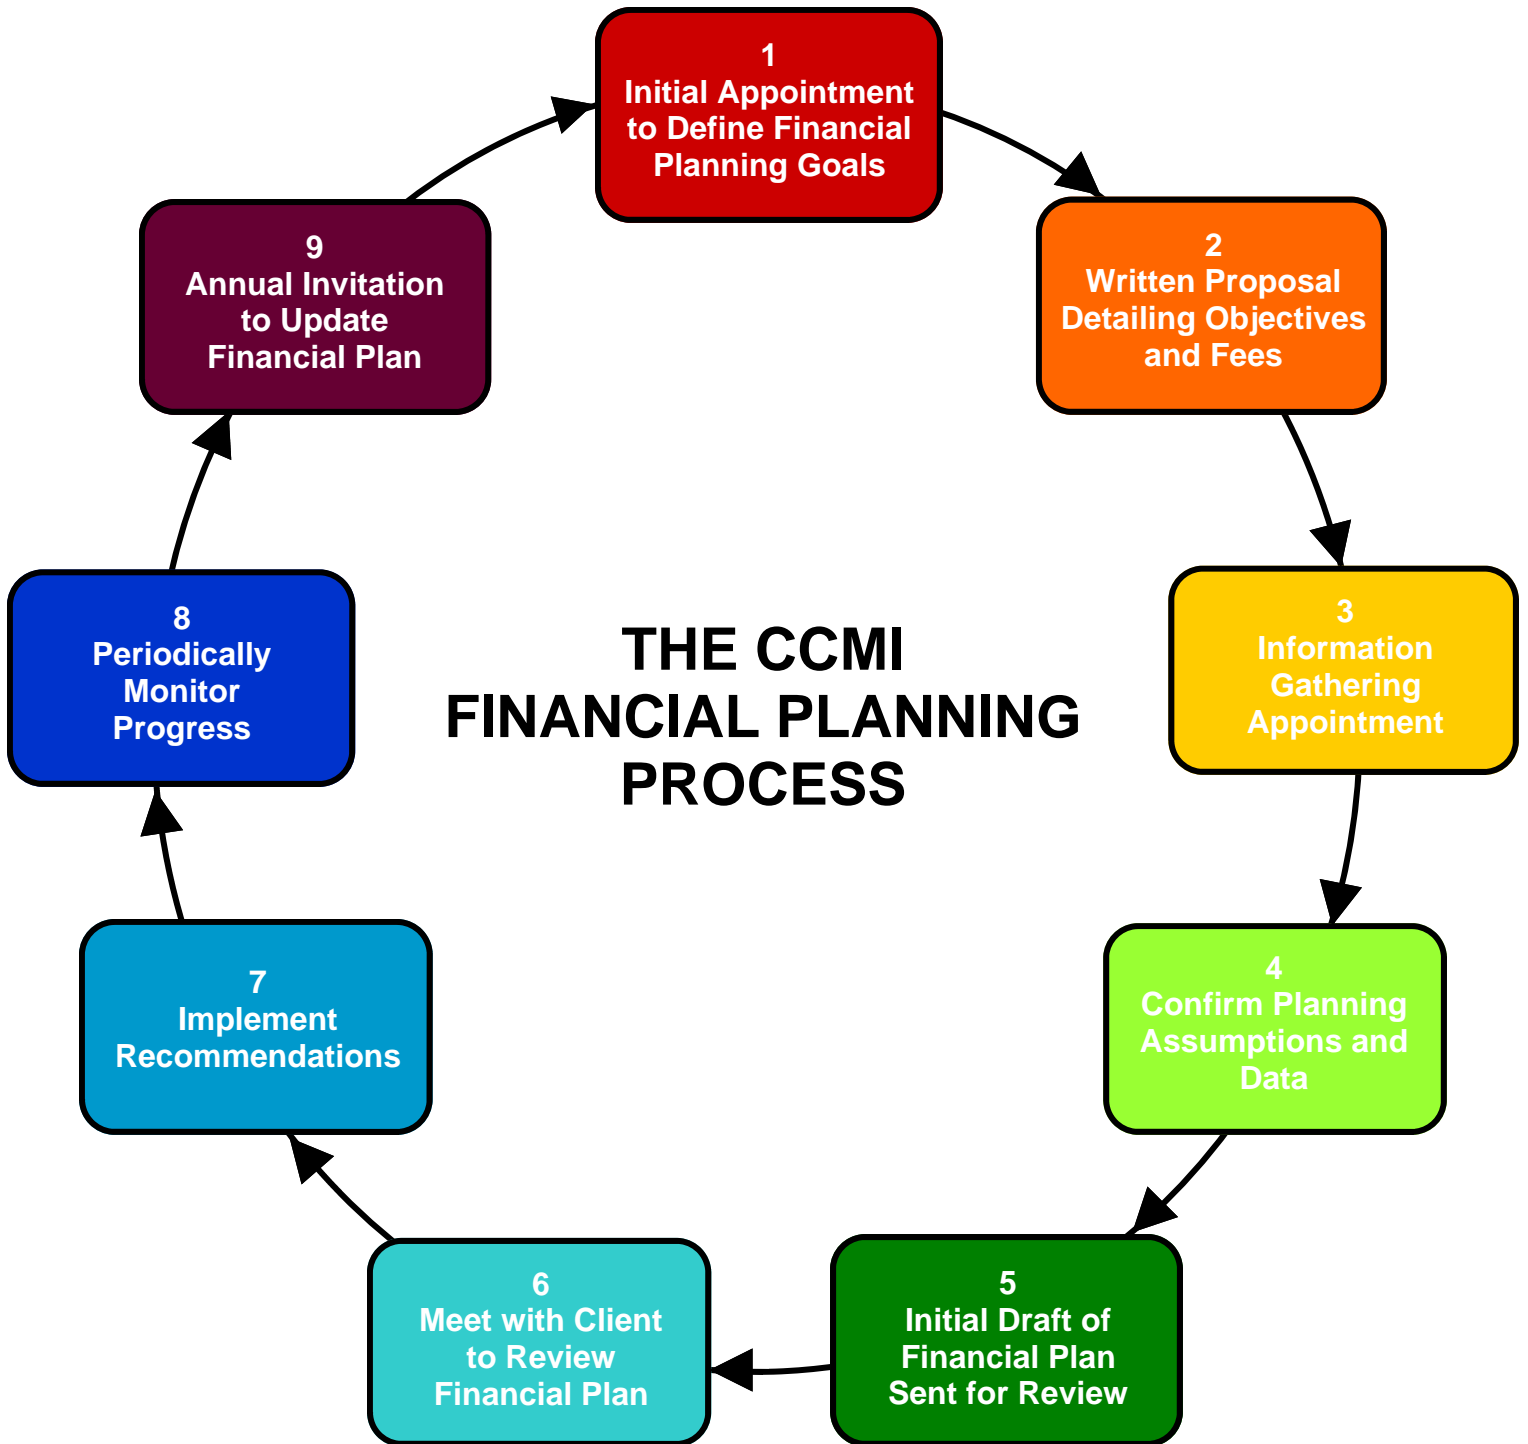 1
Initial Appointment
to Define Financial
Planning Goals
2
Written Proposal
Detailing Objectives
and Fees
3
Information
Gathering
Appointment
4
Confirm Planning
Assumptions and
Data
5
Initial Draft of
Financial Plan
Sent for Review
6
Meet with Client
to Review
Financial Plan
7
Implement
Recommendations
8
Periodically
Monitor
Progress
9
Annual Invitation
to Update
Financial Plan
THE CCMI
FINANCIAL PLANNING
PROCESS